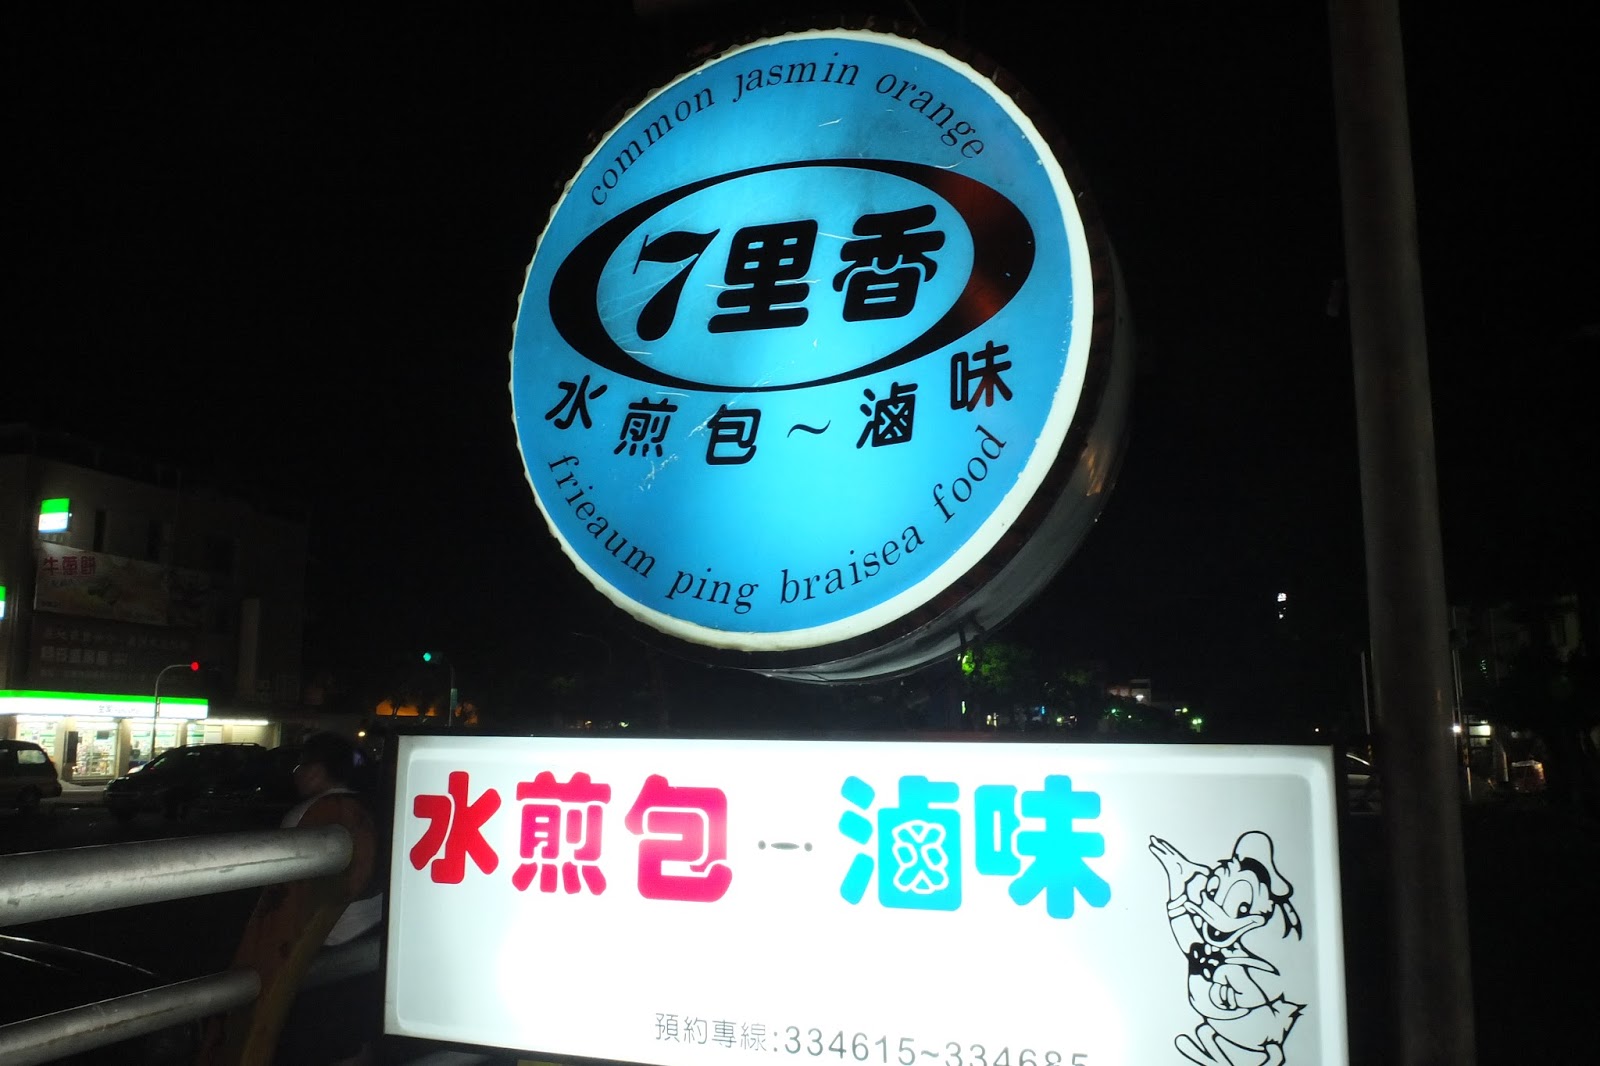 common jasmin orange
7里香
水煎包~滷味
frieaum ping braisea food
水煎包~滷味
預約專線:334615~334685
牛蒡餅